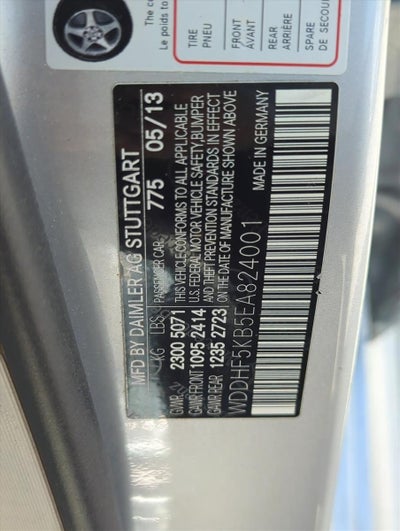 The c
Le poids to
TIRE
PNEU
FRONT
AVANT
REAR
ARRIÈRE
SPARE
DE SECOU
MFD BY DAIMLER AG STUTTGART
775 05/13
KG LBS PASSENGER CAR
GVWR 2300 5071
GAWR FRONT 1095 2414
GAWR REAR 1235 2723
THIS VEHICLE CONFORMS TO ALL APPLICABLE
U.S. FEDERAL MOTOR VEHICLE SAFETY, BUMPER
AND THEFT PREVENTION STANDARDS IN EFFECT
ON THE DATE OF MANUFACTURE SHOWN ABOVE
WDDHF5KB5EA824001
MADE IN GERMANY